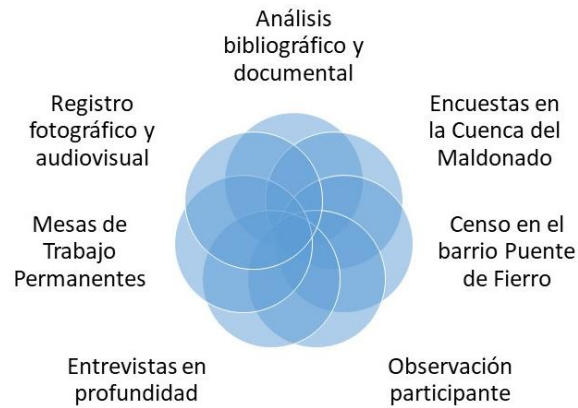 Análisis
bibliográfico y
documental
Encuestas en
la Cuenca del
Maldonado
Censo en el
barrio Puente
de Fierro
Observación
participante
Entrevistas en
profundidad
Mesas de
Trabajo
Permanentes
Registro
fotográfico y
audiovisual